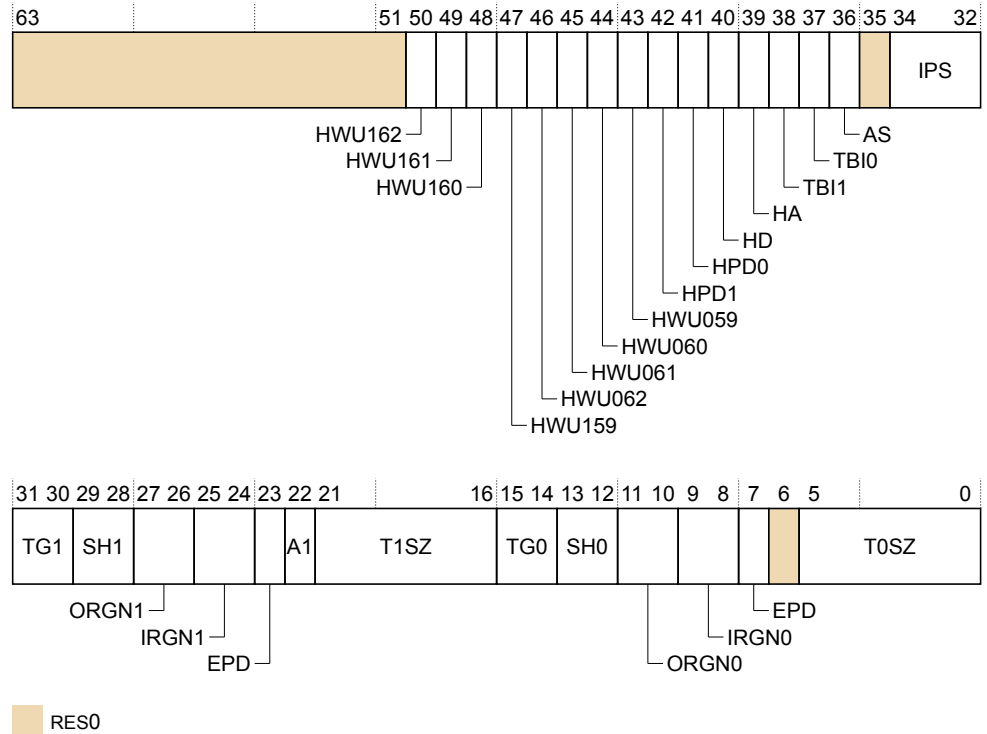 63 51 50 49 48 47 46 45 44 43 42 41 40 39 38 37 36 35 34 32
IPS
HWU162 AS
HWU161 TBI0
HWU160 TBI1
HA
HD
HPD0
HPD1
HWU059
HWU060
HWU061
HWU062
HWU159
31 30 29 28 27 26 25 24 23 22 21 16 15 14 13 12 11 10 9 8 7 6 5 0
TG1 SH1 A1 T1SZ TG0 SH0 T0SZ
ORGN1 EPD
IRGN1 IRGN0
EPD ORGN0
RES0